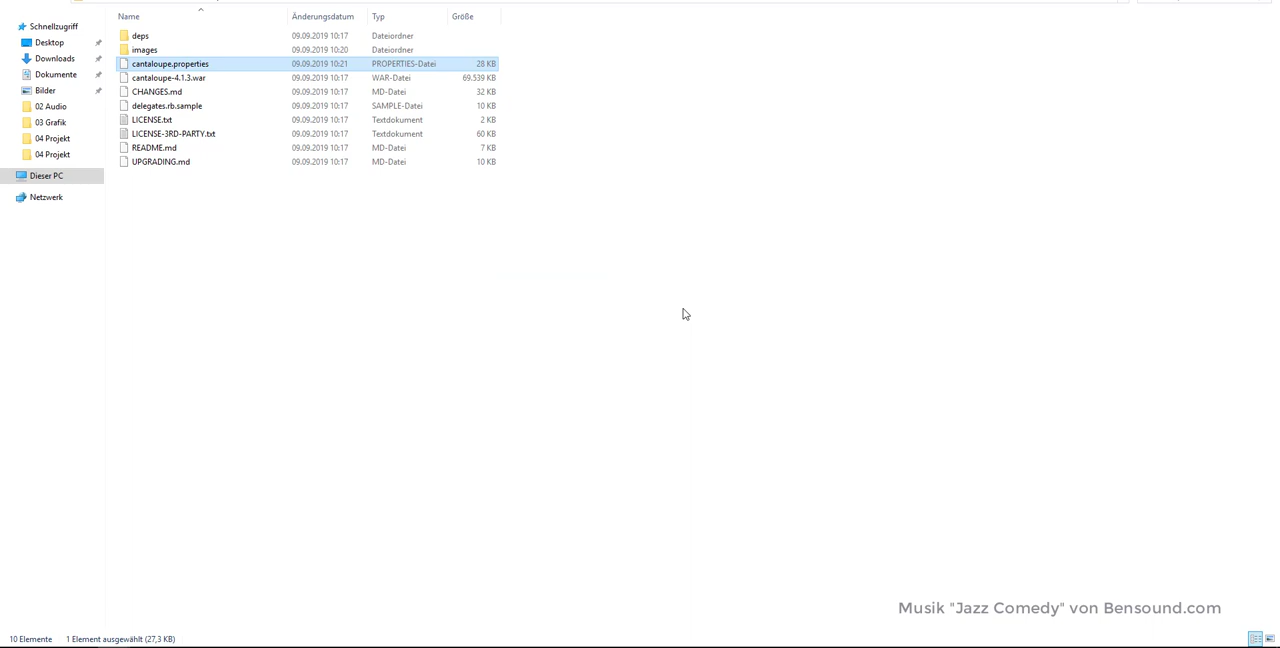 Name Änderungsdatum Typ Größe
Schnellzugriff
Desktop
Downloads
Dokumente
Bilder
02 Audio
03 Grafik
04 Projekt
04 Projekt
Dieser PC
Netzwerk
deps 09.09.2019 10:17 Dateiordner
images 09.09.2019 10:20 Dateiordner
cantaloupe.properties 09.09.2019 10:21 PROPERTIES-Datei 28 KB
cantaloupe-4.1.3.war 09.09.2019 10:17 WAR-Datei 69.539 KB
CHANGES.md 09.09.2019 10:17 MD-Datei 32 KB
delegates.rb.sample 09.09.2019 10:17 SAMPLE-Datei 10 KB
LICENSE.txt 09.09.2019 10:17 Textdokument 2 KB
LICENSE-3RD-PARTY.txt 09.09.2019 10:17 Textdokument 60 KB
README.md 09.09.2019 10:17 MD-Datei 7 KB
UPGRADING.md 09.09.2019 10:17 MD-Datei 10 KB
Musik "Jazz Comedy" von Bensound.com
10 Elemente 1 Element ausgewählt (27,3 KB)